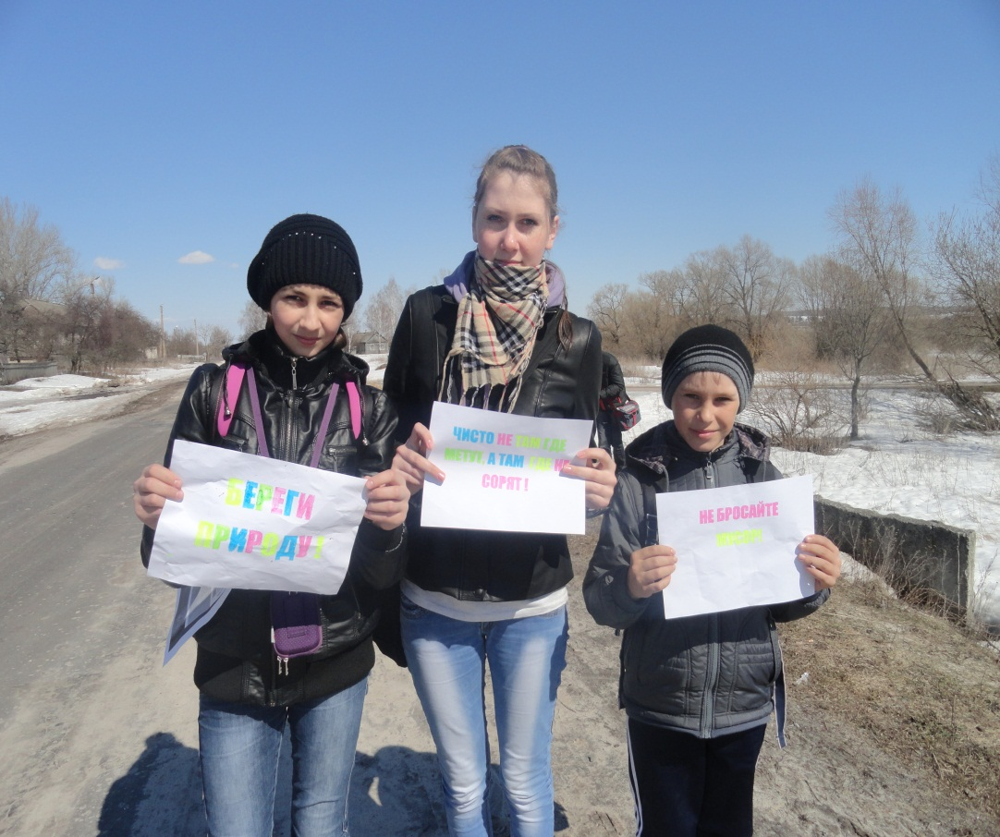 БЕРЕГИ
ПРИРОДУ!
ЧИСТО НЕ ТАМ ГДЕ
МЕТУТ, А ТАМ ГДЕ НЕ
СОРЯТ !
НЕ БРОСАЙТЕ
МУСОР!